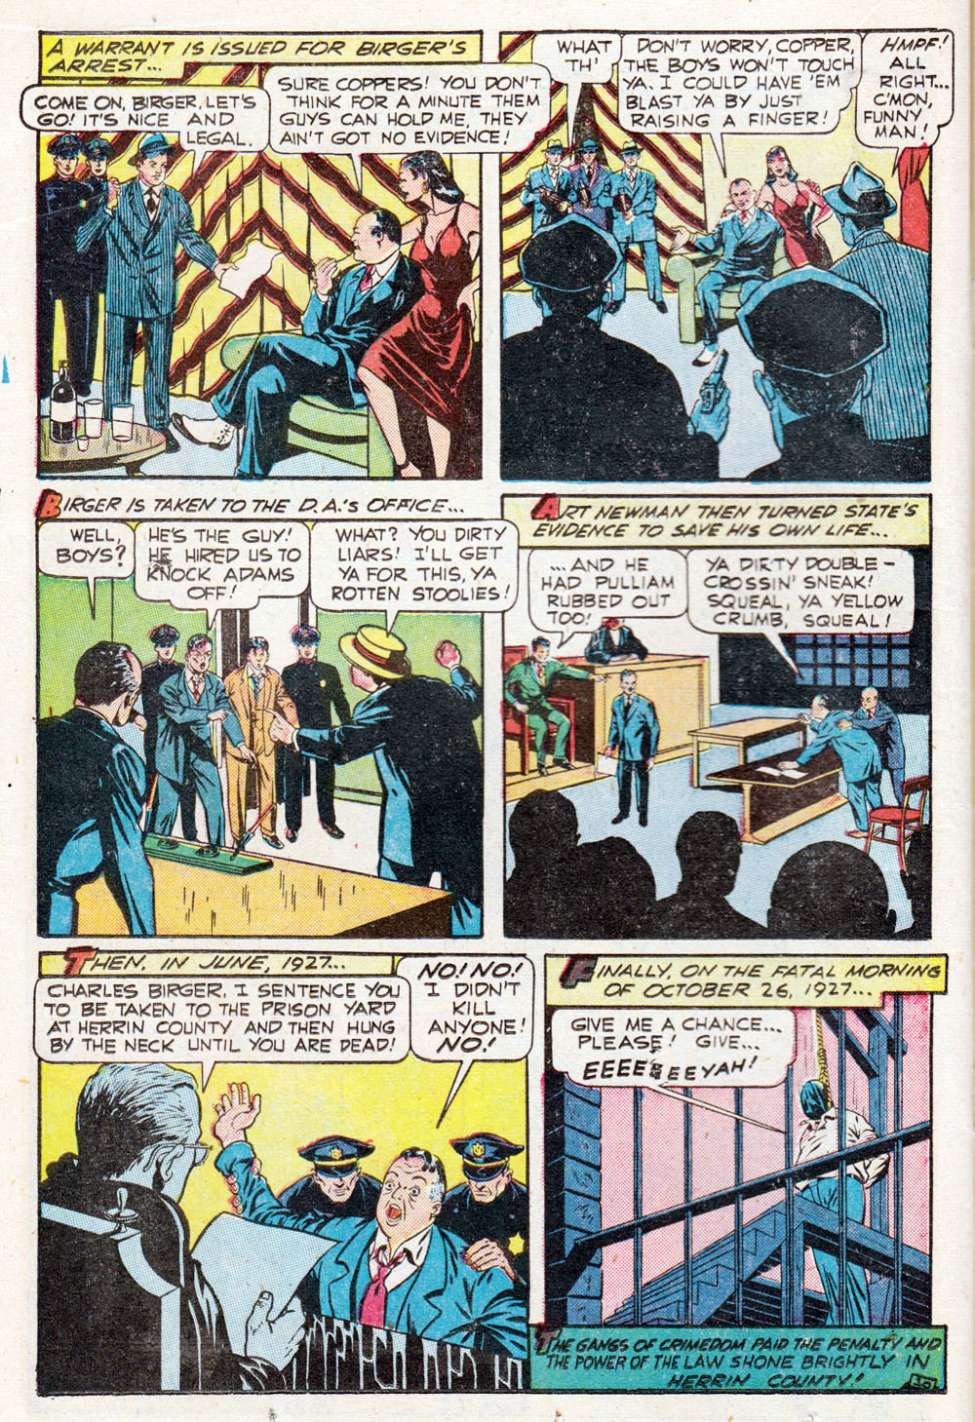 A WARRANT IS ISSUED FOR BIRGER'S
ARREST...
COME ON, BIRGER, LET'S
GO! IT'S NICE AND
LEGAL.
SURE COPPERS! YOU DON'T
THINK FOR A MINUTE THEM
GUYS CAN HOLD ME, THEY
AIN'T GOT NO EVIDENCE!
WHAT
TH'
DON'T WORRY, COPPER,
THE BOYS WON'T TOUCH
YA. I COULD HAVE 'EM
BLAST YA BY JUST
RAISING A FINGER!
HMPF!
ALL
RIGHT...
C'MON,
FUNNY
MAN!
BIRGER IS TAKEN TO THE D.A.'S OFFICE...
WELL,
BOYS?
HE'S THE GUY!
HE HIRED US TO
KNOCK ADAMS
OFF!
WHAT? YOU DIRTY
LIARS! I'LL GET
YA FOR THIS, YA
ROTTEN STOOLIES!
ART NEWMAN THEN TURNED STATE'S
EVIDENCE TO SAVE HIS OWN LIFE...
...AND HE
HAD PULLIAM
RUBBED OUT
TOO!
YA DIRTY DOUBLE-
CROSSIN' SNEAK!
SQUEAL, YA YELLOW
CRUMB, SQUEAL!
THEN, IN JUNE, 1927...
CHARLES BIRGER, I SENTENCE YOU
TO BE TAKEN TO THE PRISON YARD
AT HERRIN COUNTY AND THEN HUNG
BY THE NECK UNTIL YOU ARE DEAD!
NO! NO!
I DIDN'T
KILL
ANYONE!
NO!
FINALLY, ON THE FATAL MORNING
OF OCTOBER 26, 1927...
GIVE ME A CHANCE...
PLEASE! GIVE...
EEEEEEEYAH!
THE GANGS OF CRIMEDOM PAID THE PENALTY AND
THE POWER OF THE LAW SHONE BRIGHTLY IN
HERRIN COUNTY!